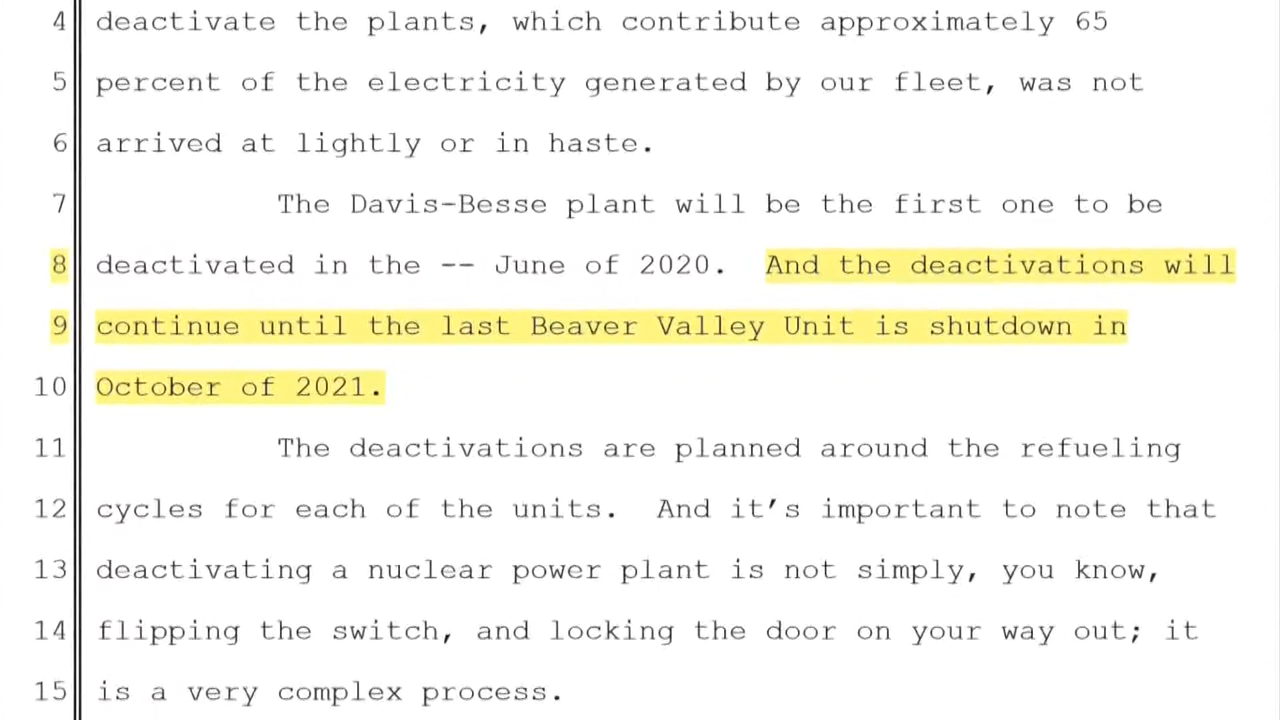 4 deactivate the plants, which contribute approximately 65
5 percent of the electricity generated by our fleet, was not
6 arrived at lightly or in haste.
7 The Davis-Besse plant will be the first one to be
8 deactivated in the -- June of 2020. And the deactivations will
9 continue until the last Beaver Valley Unit is shutdown in
10 October of 2021.
11 The deactivations are planned around the refueling
12 cycles for each of the units. And it's important to note that
13 deactivating a nuclear power plant is not simply, you know,
14 flipping the switch, and locking the door on your way out; it
15 is a very complex process.